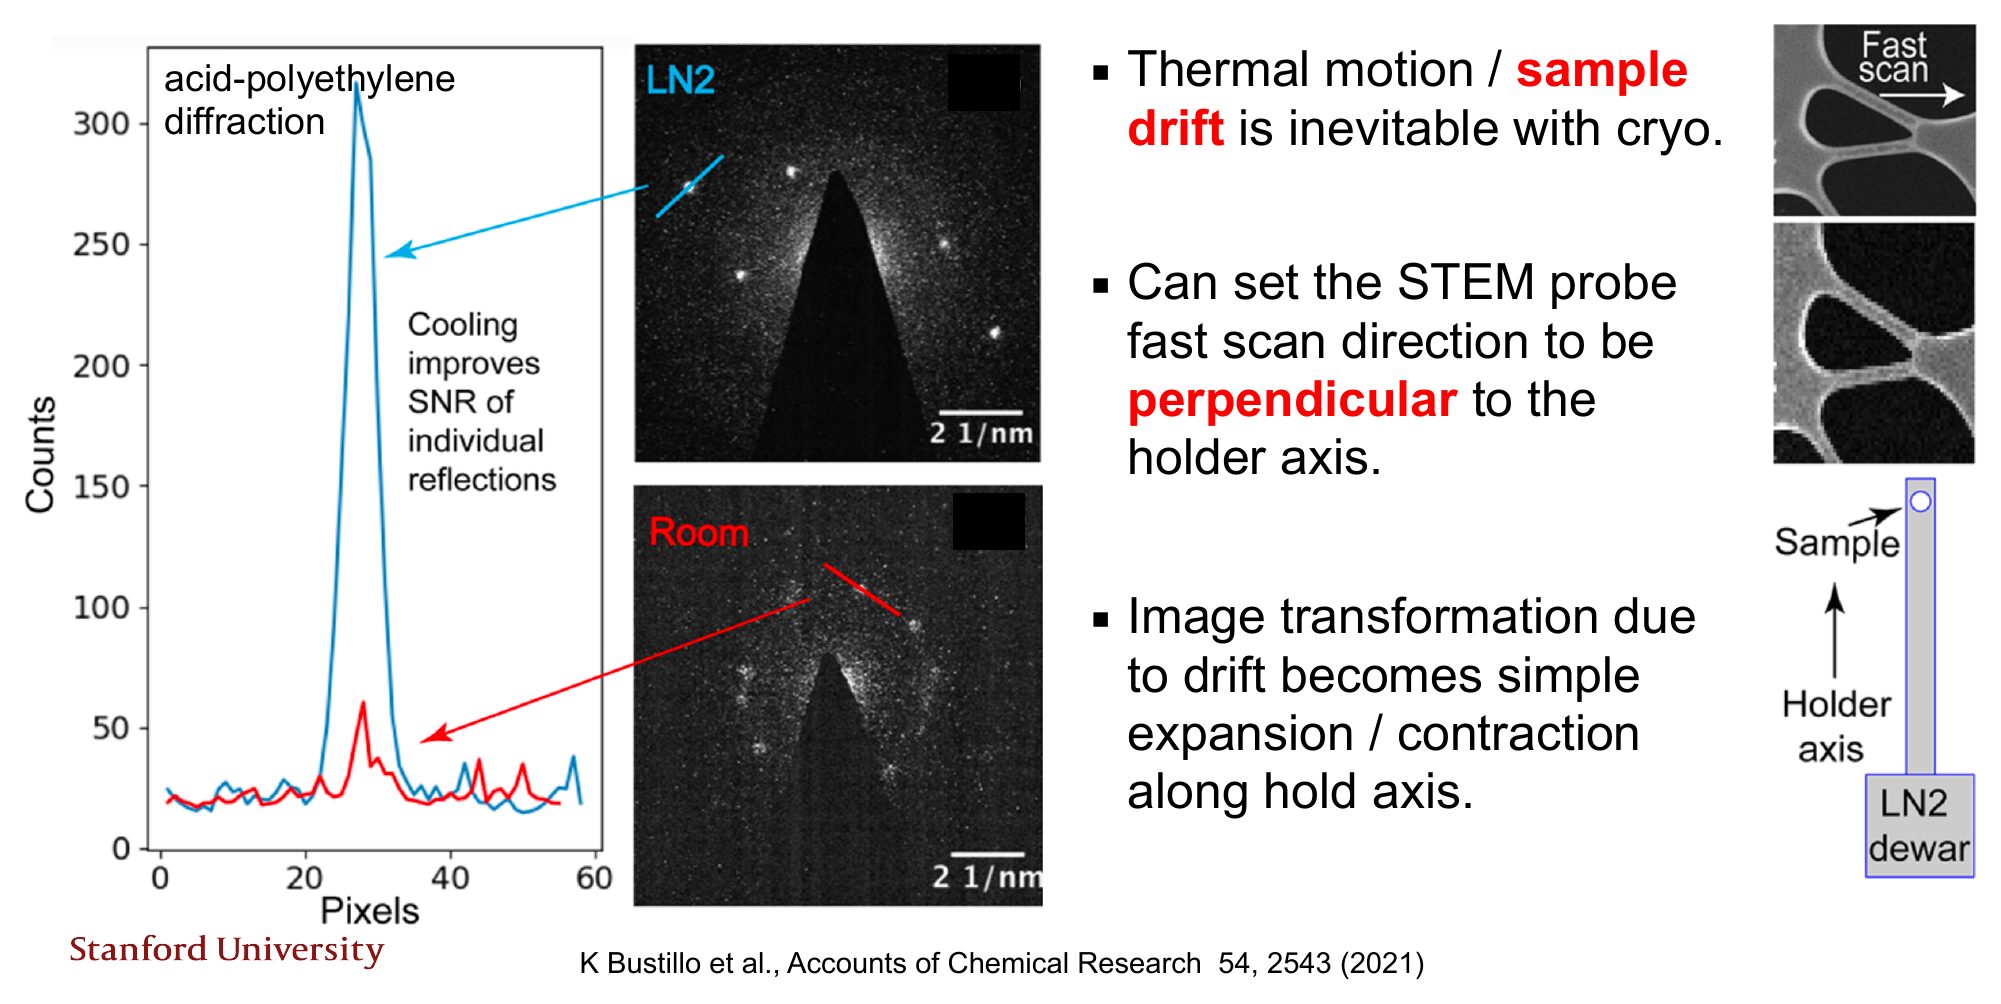 acid-polyethylene
diffraction
300
250
200
150
100
50
0
Counts
0 20 40 60
Pixels
Cooling
improves
SNR of
individual
reflections
LN2
2 1/nm
Room
2 1/nm
▪ Thermal motion / sample
drift is inevitable with cryo.
▪ Can set the STEM probe
fast scan direction to be
perpendicular to the
holder axis.
▪ Image transformation due
to drift becomes simple
expansion / contraction
along hold axis.
Fast
scan
Sample
Holder
axis
LN2
dewar
Stanford University
K Bustillo et al., Accounts of Chemical Research 54, 2543 (2021)